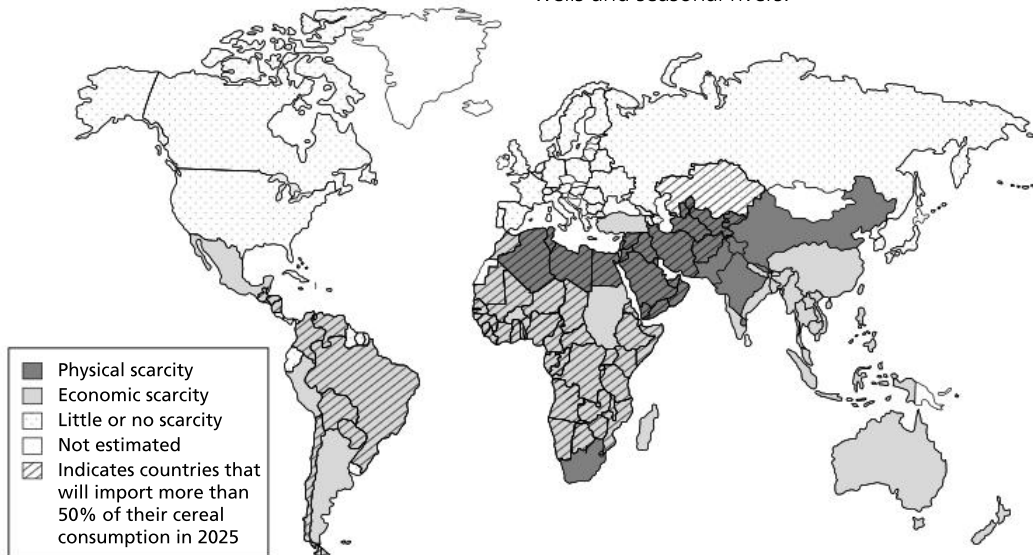 wells and seasonal rivers.
Physical scarcity
Economic scarcity
Little or no scarcity
Not estimated
Indicates countries that
will import more than
50% of their cereal
consumption in 2025